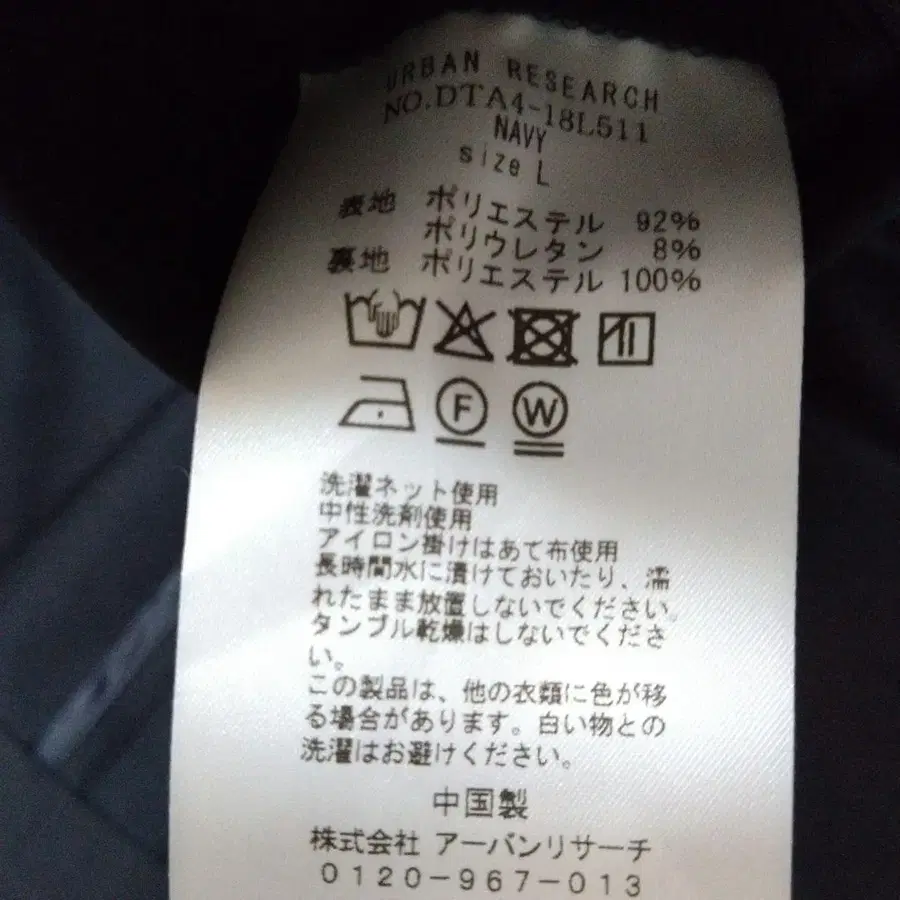 URBAN RESEARCH
NO.DTA4-18L511
NAVY
size L
表地 ポリエステル 92%
ポリウレタン 8%
裏地 ポリエステル 100%
F W
洗濯ネット使用
中性洗剤使用
アイロン掛けはあて布使用
長時間水に漬けておいたり、濡
れたまま放置しないでください。
タンブル乾燥はしないでくださ
い。
この製品は、他の衣類に色が移
る場合があります。白い物との
洗濯はお避けください。
中国製
株式会社 アーバンリサーチ
0120-967-013